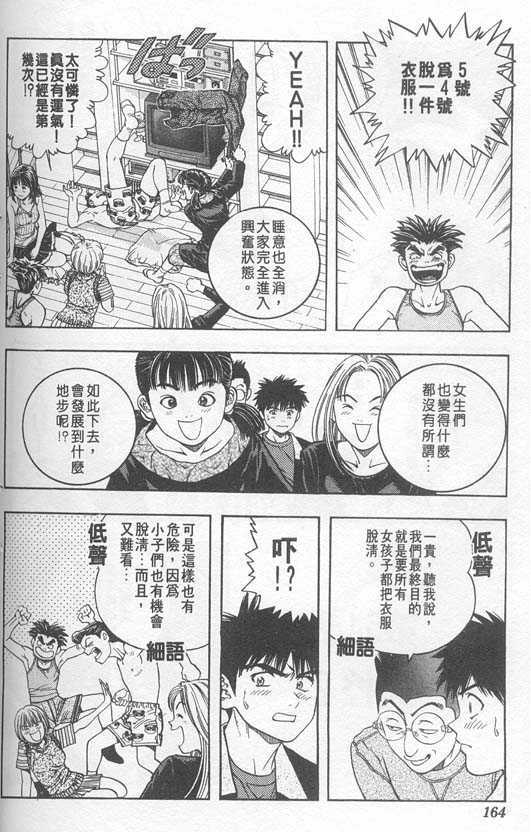 5號
為4號
脫一件
衣服!!
YEAH!!
ばっ
太可憐了!
真沒有運氣!
這已經是第
幾次!?
睡意也全消,
大家完全進入
興奮狀態。
女生們
也變得什麼
都沒有所謂…
如此下去,
會發展到什麼
地步呢!?
低聲
一貴,聽我說,
我們最終目的
就是要所有
女孩子都把衣服
脫清。
細語
吓!?
低聲
可是這樣也有
危險,因為
小子們也有機會
脫清…而且,
又難看…
細語
164